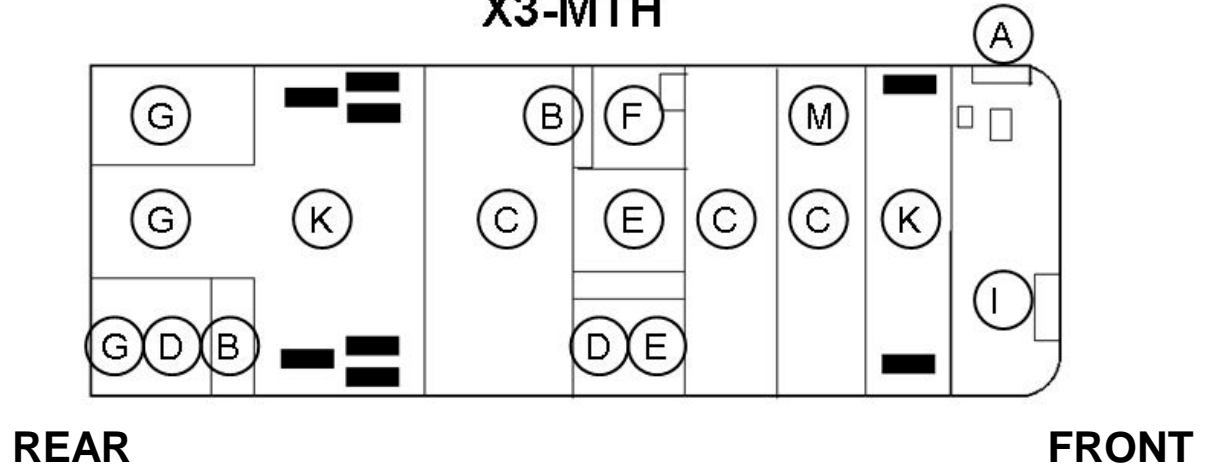 X3-MTH
A
G B F M
G K C E C C K
I
G D B D E
REAR FRONT